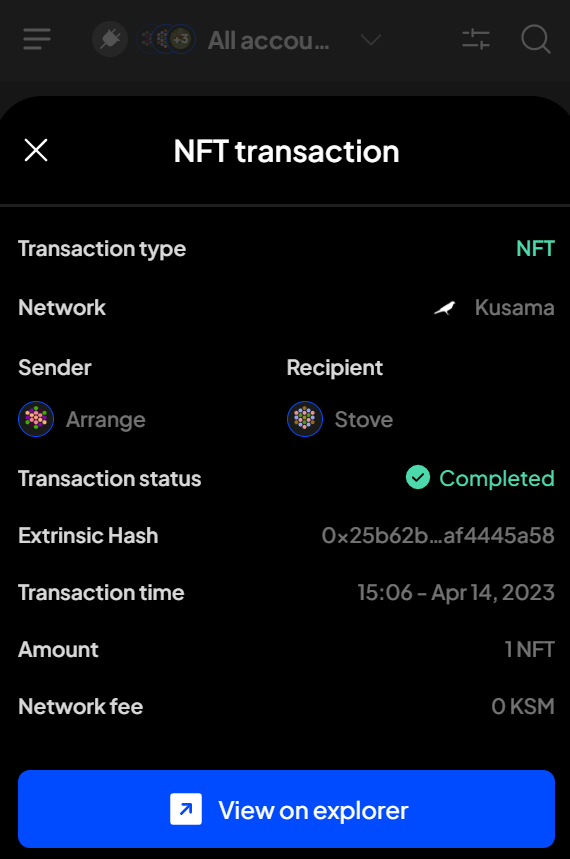 +3 All accou...
NFT transaction
Transaction type NFT
Network Kusama
Sender Recipient
Arrange Stove
Transaction status Completed
Extrinsic Hash 0x25b62b...af4445a58
Transaction time 15:06 - Apr 14, 2023
Amount 1 NFT
Network fee 0 KSM
View on explorer